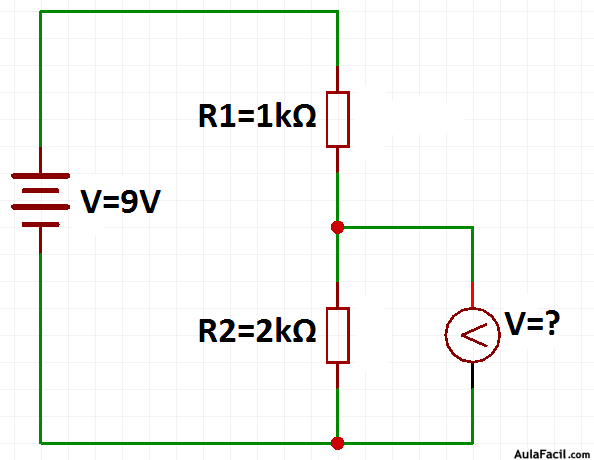 R1=1kΩ
V=9V
R2=2kΩ
V=?
AulaFacil.com